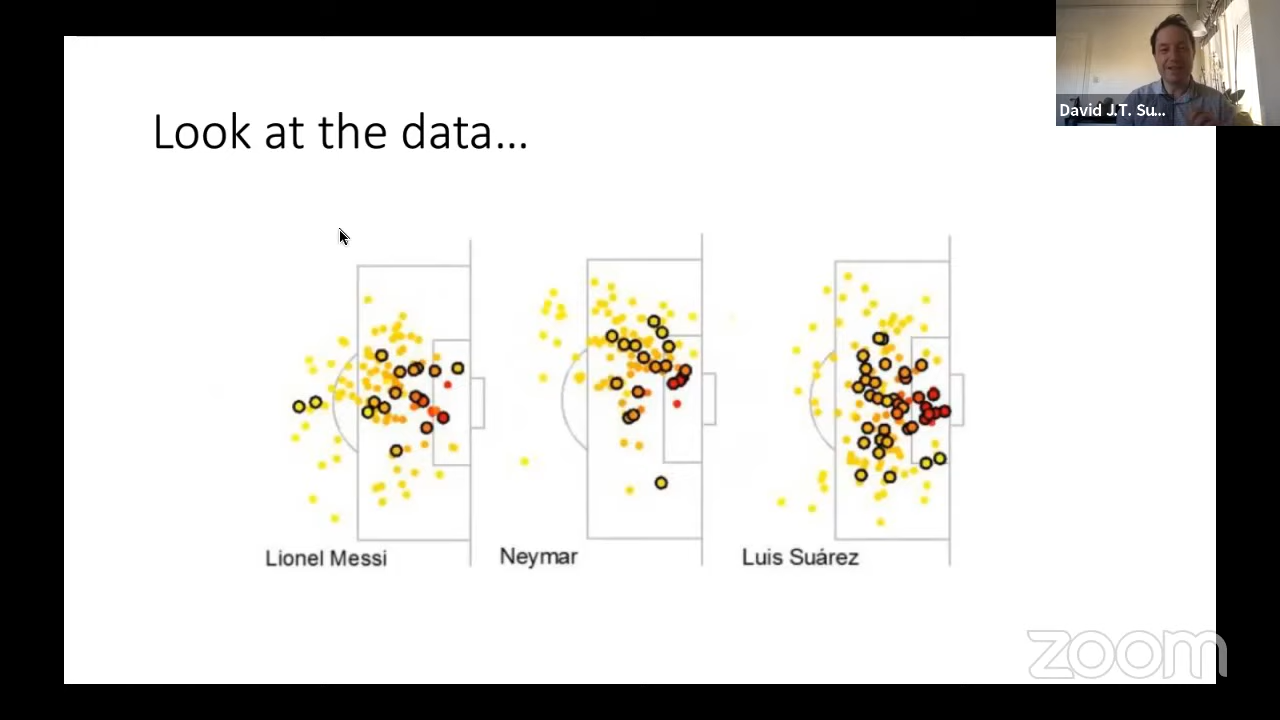 David J.T. Su...
Look at the data...
Lionel Messi
Neymar
Luis Suárez
zoom